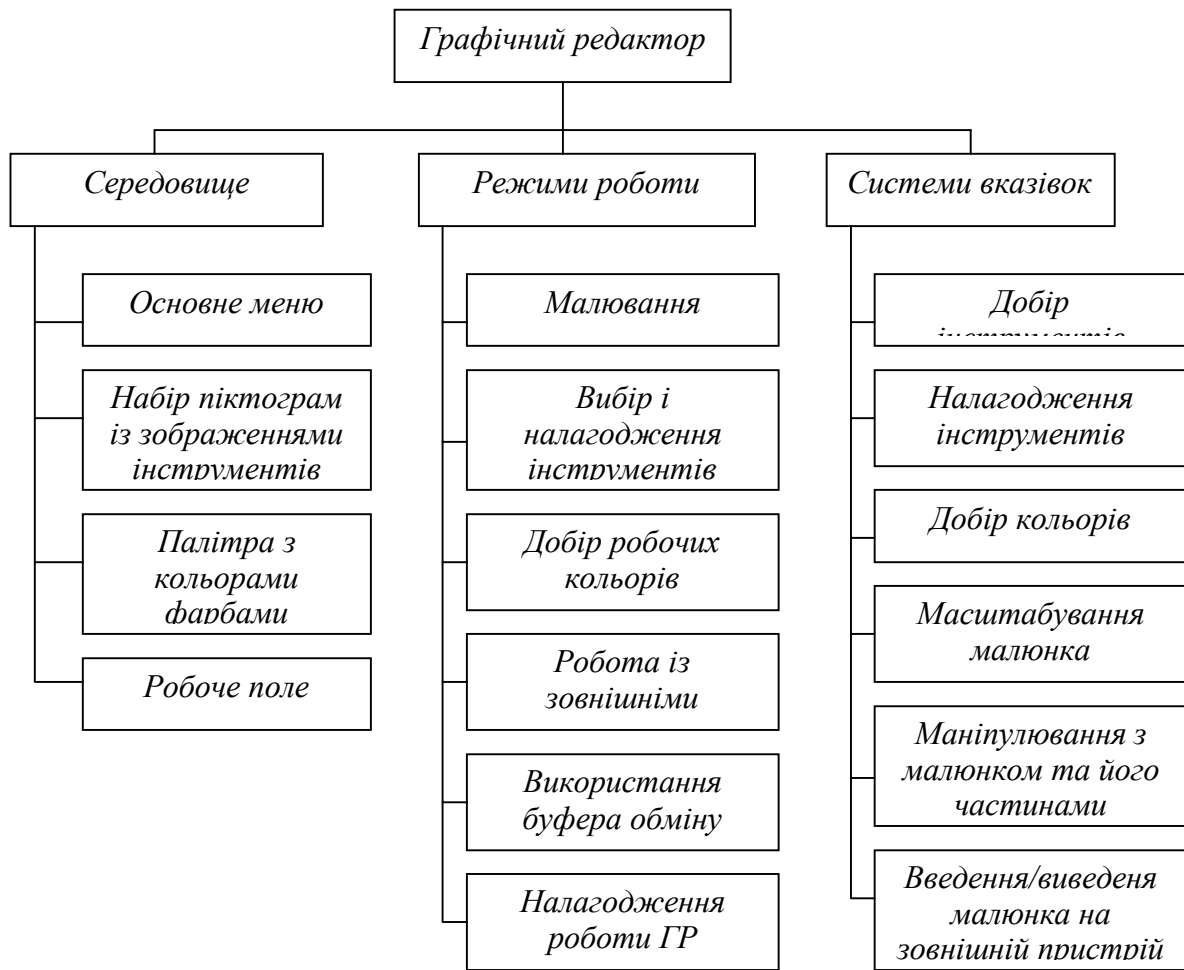 Графічний редактор
Середовище
Режими роботи
Системи вказівок
Основне меню
Набір піктограм
із зображеннями
інструментів
Палітра з
кольорами
фарбами
Робоче поле
Малювання
Вибір і
налагодження
інструментів
Добір робочих
кольорів
Робота із
зовнішніми
Використання
буфера обміну
Налагодження
роботи ГР
Добір
інструментів
Налагодження
інструментів
Добір кольорів
Масштабування
малюнка
Маніпулювання з
малюнком та його
частинами
Введення/виведеня
малюнка на
зовнішній пристрій